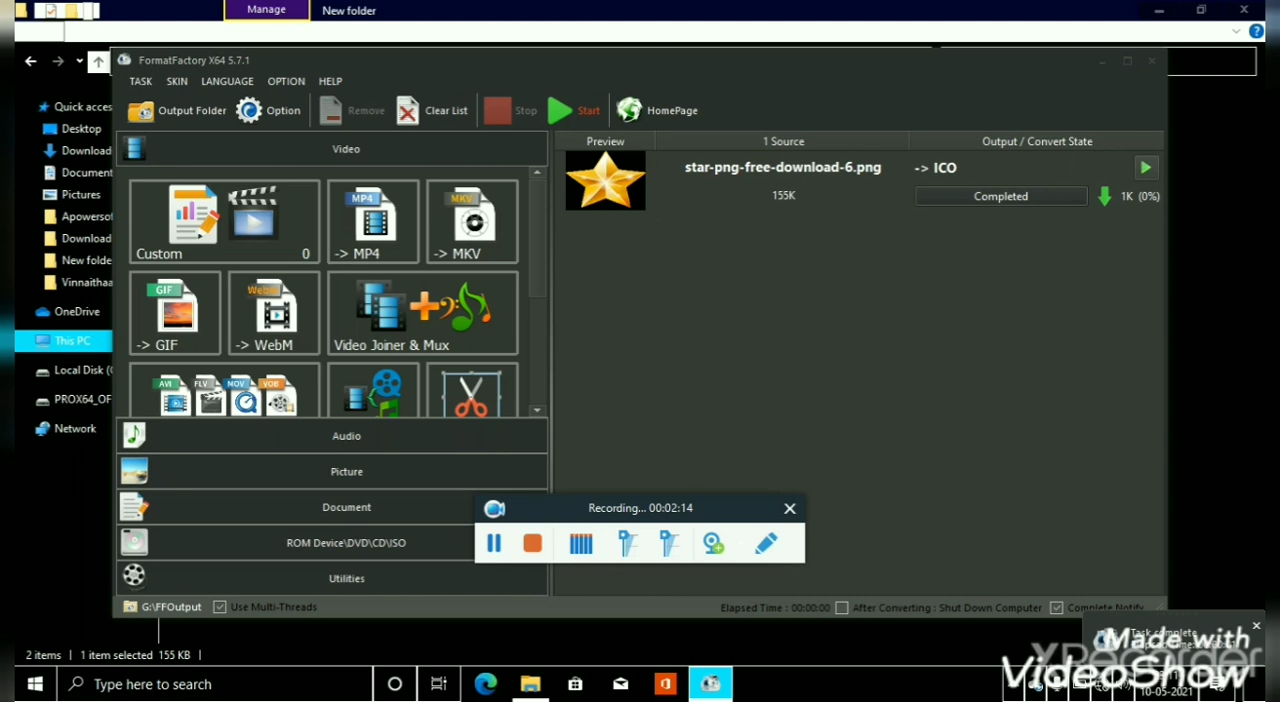 Manage
New folder
FormatFactory X64 5.7.1
TASK SKIN LANGUAGE OPTION HELP
Output Folder Option Remove Clear List Stop Start HomePage
Video
Preview 1 Source Output / Convert State
star-png-free-download-6.png -> ICO
155K Completed 1K (0%)
MP4 MKV
Custom 0 -> MP4 -> MKV
GIF WebM
-> GIF -> WebM Video Joiner & Mux
AVI FLV MOV VOB
Audio
Picture
Document
ROM Device\DVD\CD\ISO
Utilities
G:\FFOutput Use Multi-Threads
Elapsed Time : 00:00:00 After Converting : Shut Down Computer Complete Notify
Quick acces
Desktop
Download
Document
Pictures
Apowersof
Download
New folde
Vinnaithaa
OneDrive
This PC
Local Disk (
PROX64_OF
Network
Recording... 00:02:14
Task complete
2 items 1 item selected 155 KB
Made with
XRecorder
VideoShow
Type here to search
10-05-2021